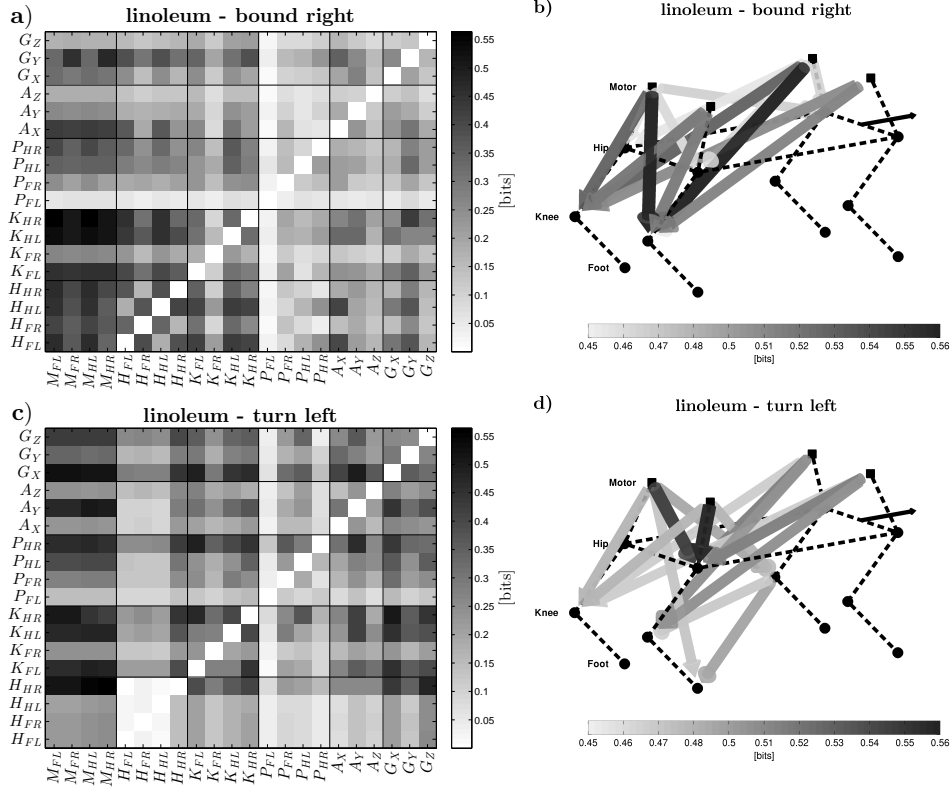 a) linoleum - bound right
G_Z
G_Y
G_X
A_Z
A_Y
A_X
P_HR
P_HL
P_FR
P_FL
K_HR
K_HL
K_FR
K_FL
H_HR
H_HL
H_FR
H_FL
M_FL M_FR M_HL M_HR H_FL H_FR H_HL H_HR K_FL K_FR K_HL K_HR P_FL P_FR P_HL P_HR A_X A_Y A_Z G_X G_Y G_Z
0.55
0.5
0.45
0.4
0.35
0.3
0.25
0.2
0.15
0.1
0.05
[bits]
b) linoleum - bound right
Motor
Hip
Knee
Foot
0.45 0.46 0.47 0.48 0.49 0.5 0.51 0.52 0.53 0.54 0.55 0.56
[bits]
c) linoleum - turn left
G_Z
G_Y
G_X
A_Z
A_Y
A_X
P_HR
P_HL
P_FR
P_FL
K_HR
K_HL
K_FR
K_FL
H_HR
H_HL
H_FR
H_FL
M_FL M_FR M_HL M_HR H_FL H_FR H_HL H_HR K_FL K_FR K_HL K_HR P_FL P_FR P_HL P_HR A_X A_Y A_Z G_X G_Y G_Z
0.55
0.5
0.45
0.4
0.35
0.3
0.25
0.2
0.15
0.1
0.05
[bits]
d) linoleum - turn left
Motor
Hip
Knee
Foot
0.45 0.46 0.47 0.48 0.49 0.5 0.51 0.52 0.53 0.54 0.55 0.56
[bits]